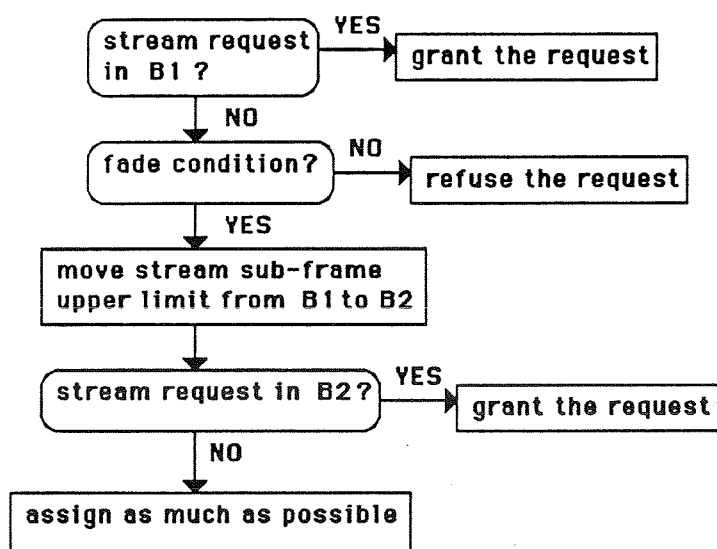 stream request
in B1 ?
YES
grant the request
NO
fade condition?
NO
refuse the request
YES
move stream sub-frame
upper limit from B1 to B2
stream request in B2?
YES
grant the request
NO
assign as much as possible